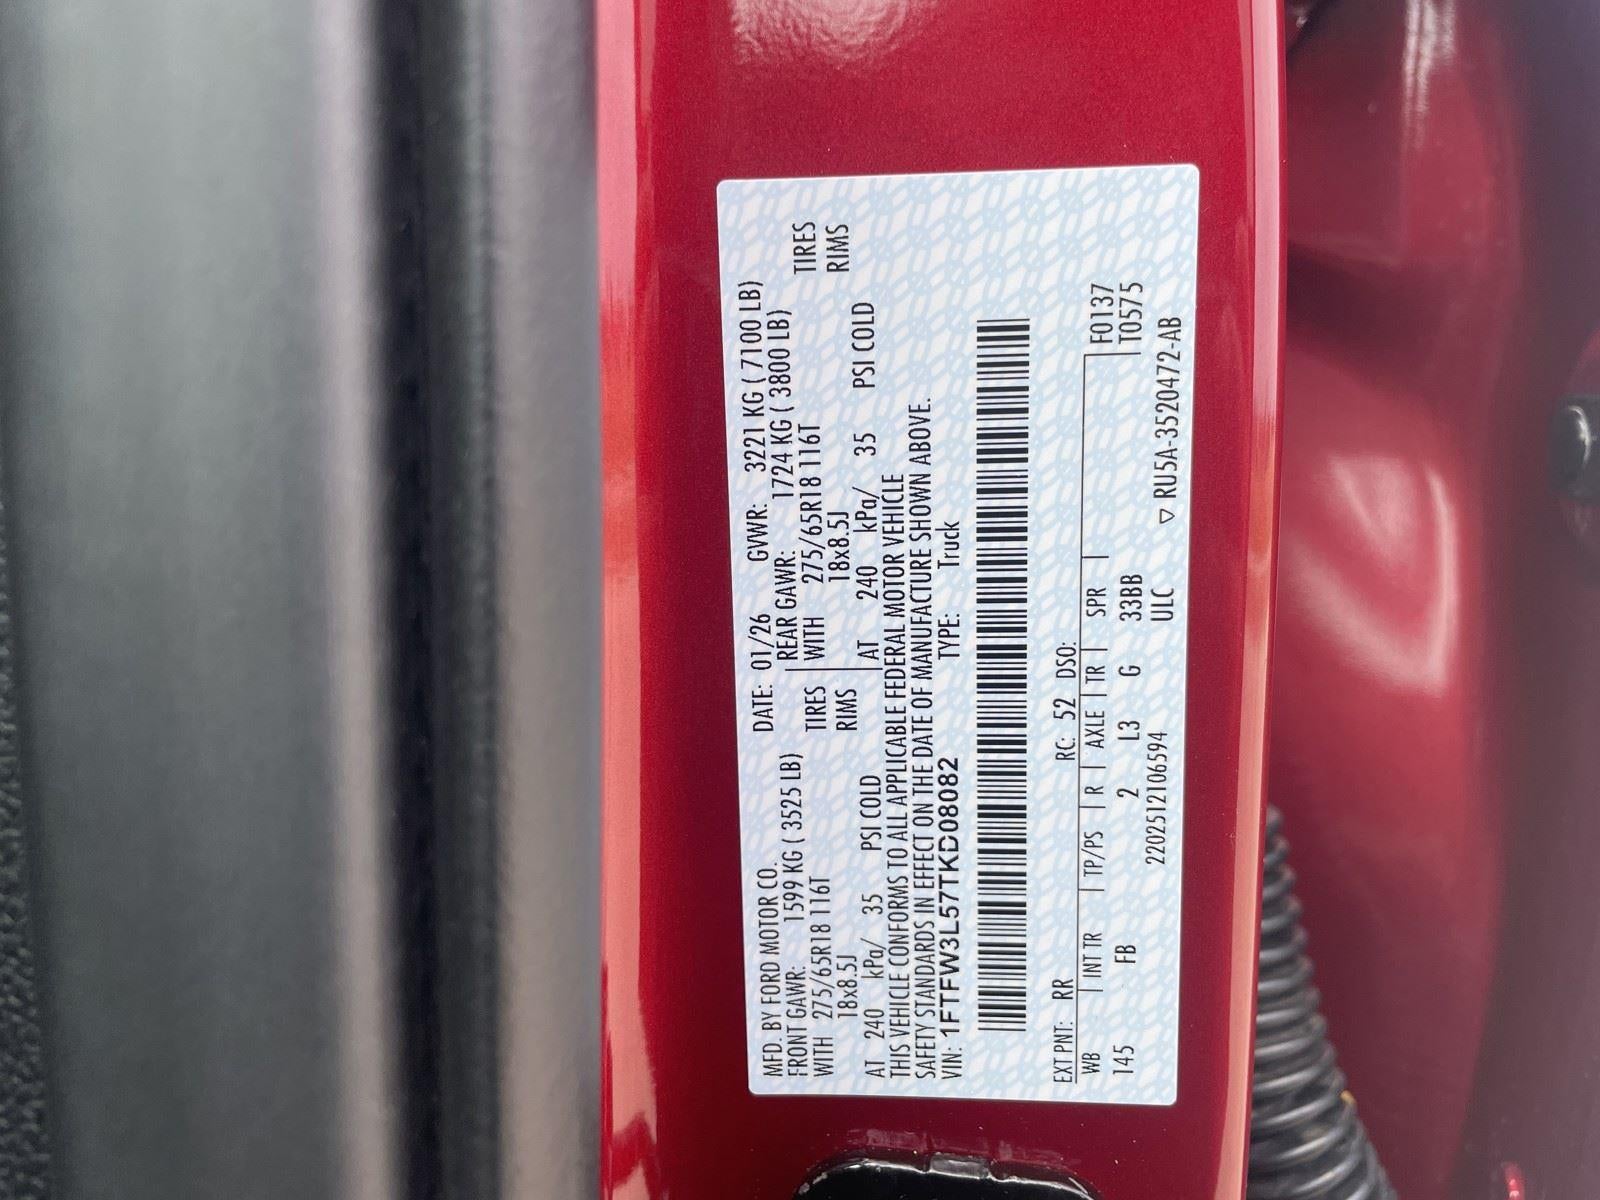 MFD. BY FORD MOTOR CO. DATE: 01/26 GVWR: 3221 KG ( 7100 LB)
FRONT GAWR: 1599 KG ( 3525 LB) REAR GAWR: 1724 KG ( 3800 LB)
WITH 275/65R18 116T TIRES WITH 275/65R18 116T TIRES
18x8.5J RIMS 18x8.5J RIMS
AT 240 kPa/ 35 PSI COLD AT 240 kPa/ 35 PSI COLD
THIS VEHICLE CONFORMS TO ALL APPLICABLE FEDERAL MOTOR VEHICLE
SAFETY STANDARDS IN EFFECT ON THE DATE OF MANUFACTURE SHOWN ABOVE.
VIN: 1FTFW3L57TKD08082 TYPE: Truck
EXT PNT: RR RC: 52 DSO:
WB INT TR TP/PS R AXLE TR SPR F0137
145 FB 2 L3 G 33BB T0575
22025121065​94 ULC
▽ RU5A-3520472-AB